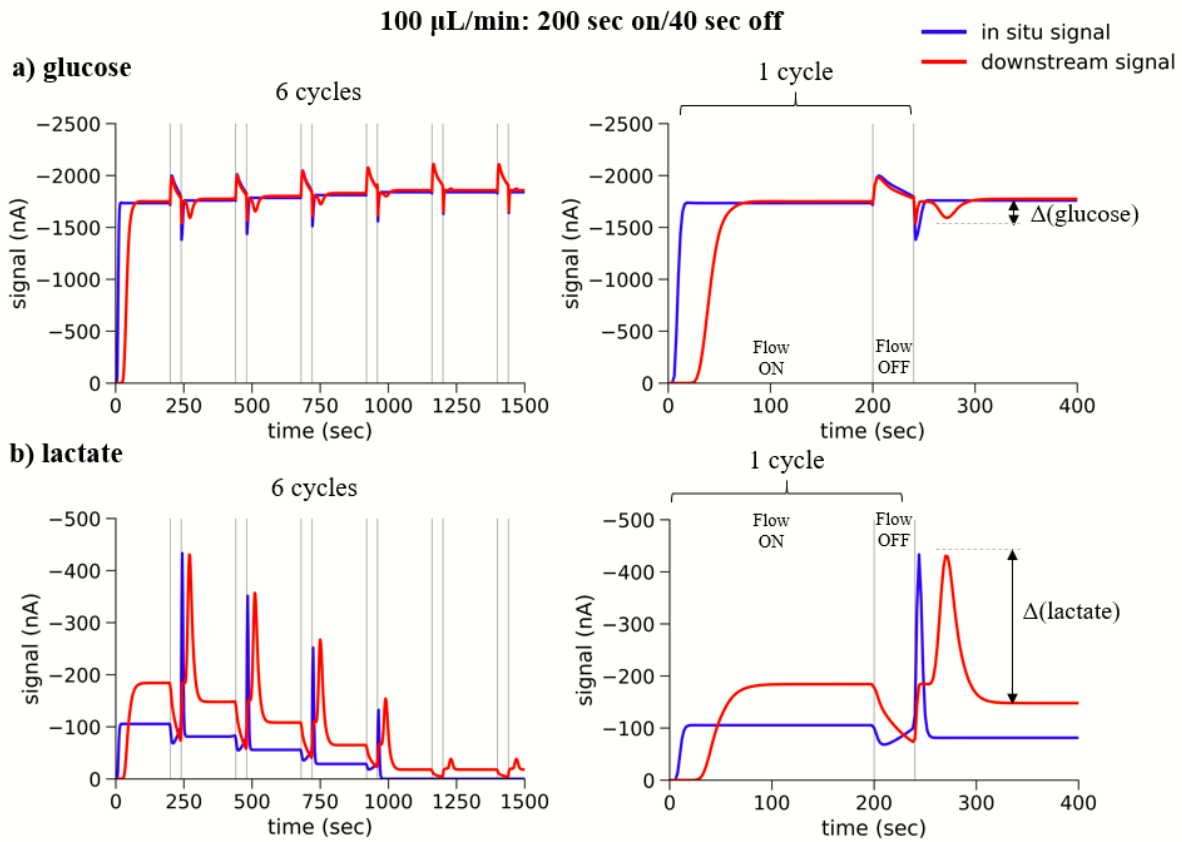 100 μL/min: 200 sec on/40 sec off
in situ signal
downstream signal
a) glucose
6 cycles
1 cycle
signal (nA)
−2500
−2000
−1500
−1000
−500
0
0 250 500 750 1000 1250 1500
time (sec)
signal (nA)
−2500
−2000
−1500
−1000
−500
0
Flow ON
Flow OFF
Δ(glucose)
0 100 200 300 400
time (sec)
b) lactate
6 cycles
1 cycle
signal (nA)
−500
−400
−300
−200
−100
0
0 250 500 750 1000 1250 1500
time (sec)
signal (nA)
−500
−400
−300
−200
−100
0
Flow ON
Flow OFF
Δ(lactate)
0 100 200 300 400
time (sec)